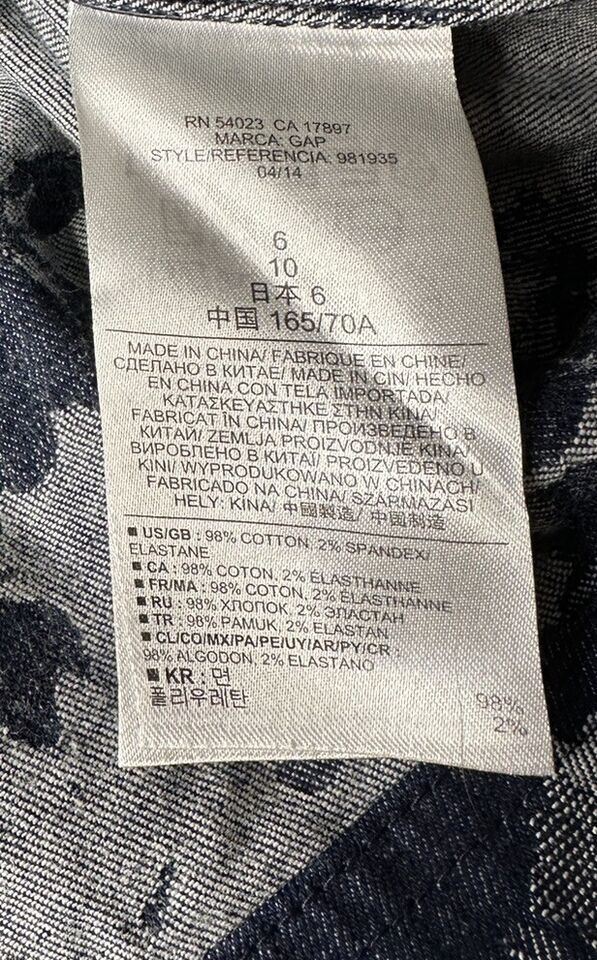 RN 54023 CA 17897
MARCA: GAP
STYLE/REFERENCIA: 981935
04/14
6
10
日本 6
中国 165/70A
MADE IN CHINA/ FABRIQUE EN CHINE/
СДЕЛАНО В КИТАЕ/ MADE IN CIN/ HECHO
EN CHINA CON TELA IMPORTADA/
ΚΑΤΑΣΚΕΥΑΣΤΗΚΕ ΣΤΗΝ ΚΙΝΑ/
FABRICAT ÎN CHINA/ ПРОИЗВЕДЕНО В
КИТАЙ/ ZEMLJA PROIZVODNJE KINA/
ВИРОБЛЕНО В КИТАЇ/ PROIZVEDENO U
KINI/ WYPRODUKOWANO W CHINACH/
FABRICADO NA CHINA/ SZÁRMAZÁSI
HELY: KÍNA/ 中國製造/ 中国制造
■ US/GB : 98% COTTON, 2% SPANDEX/
ELASTANE
■ CA : 98% COTON, 2% ÉLASTHANNE
■ FR/MA : 98% COTON, 2% ÉLASTHANNE
■ RU : 98% ХЛОПОК, 2% ЭЛАСТАН
■ TR : 98% PAMUK, 2% ELASTAN
■ CL/CO/MX/PA/PE/UY/AR/PY/CR :
98% ALGODON, 2% ELASTANO
■ KR : 면 98%
폴리우레탄 2%